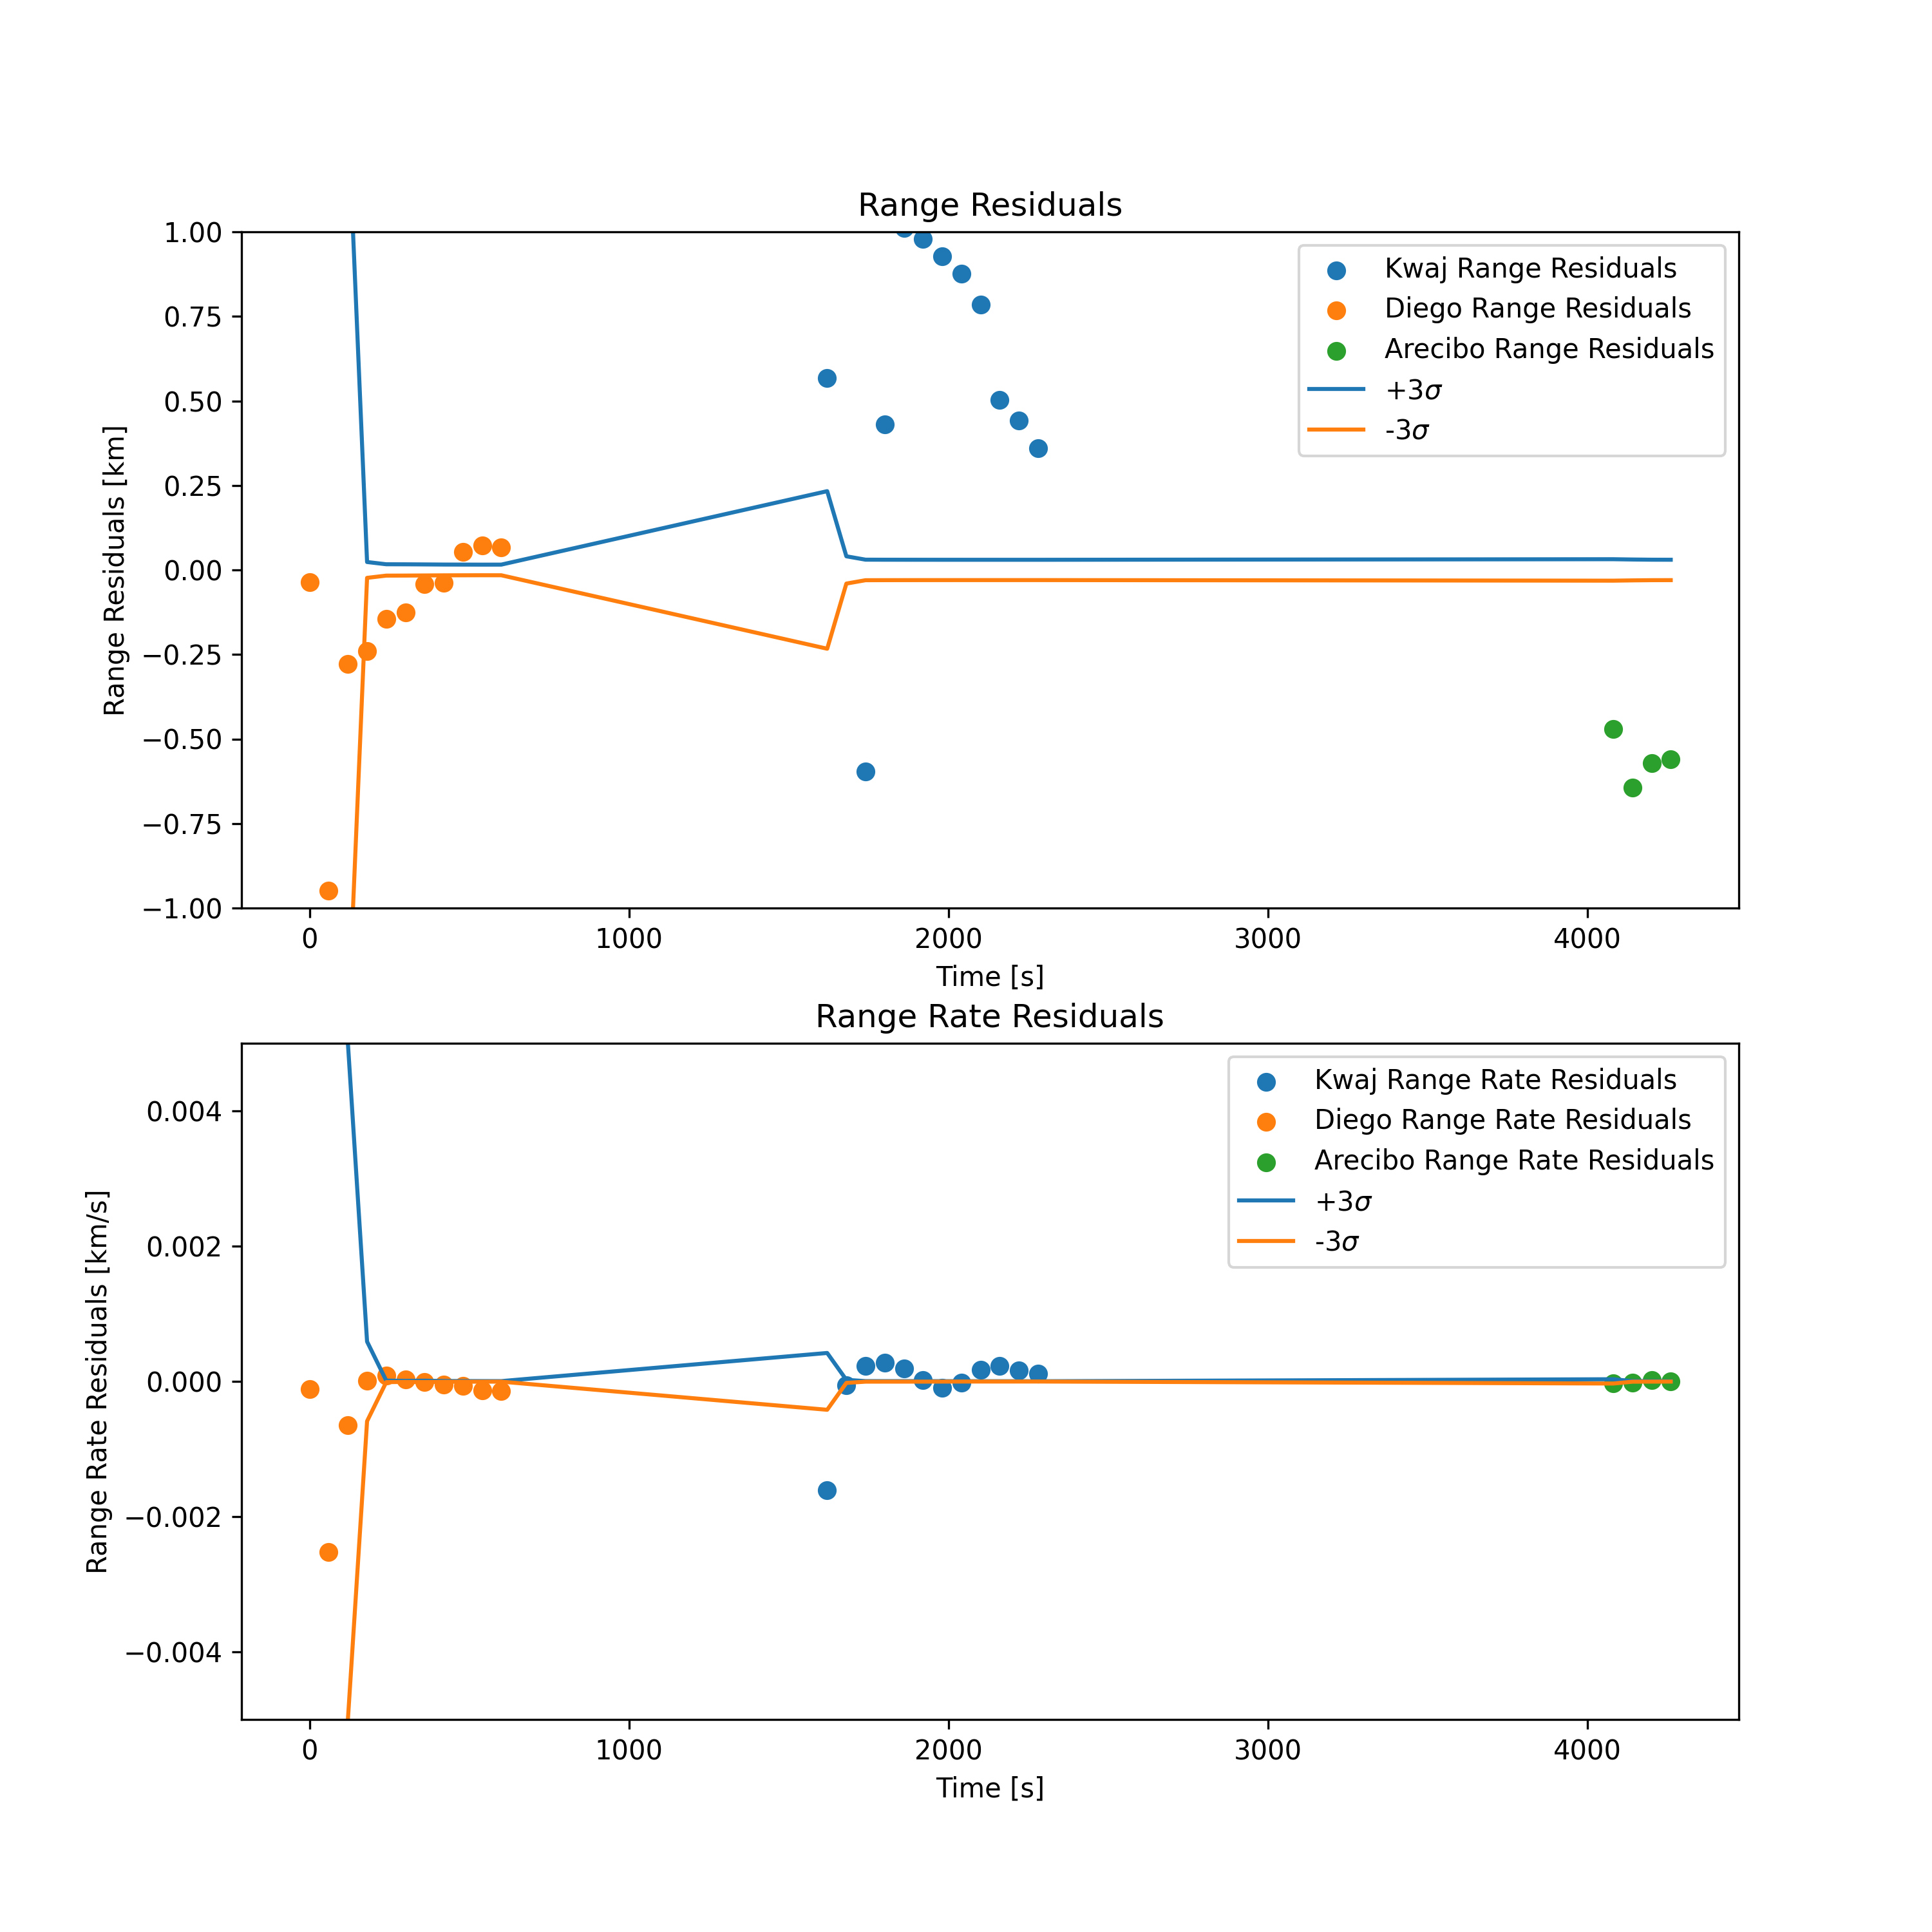 Range Residuals
1.00
0.75
0.50
0.25
0.00
−0.25
−0.50
−0.75
−1.00
Range Residuals [km]
Kwaj Range Residuals
Diego Range Residuals
Arecibo Range Residuals
+3σ
-3σ
0 1000 2000 3000 4000
Time [s]
Range Rate Residuals
0.004
0.002
0.000
−0.002
−0.004
Range Rate Residuals [km/s]
Kwaj Range Rate Residuals
Diego Range Rate Residuals
Arecibo Range Rate Residuals
+3σ
-3σ
0 1000 2000 3000 4000
Time [s]